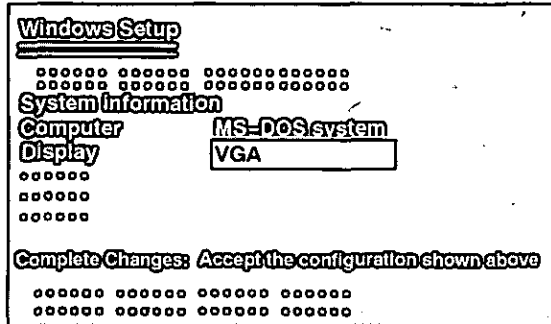 Windows Setup
System Information
Computer MS-DOS system
Display VGA
Complete Changes: Accept the configuration shown above